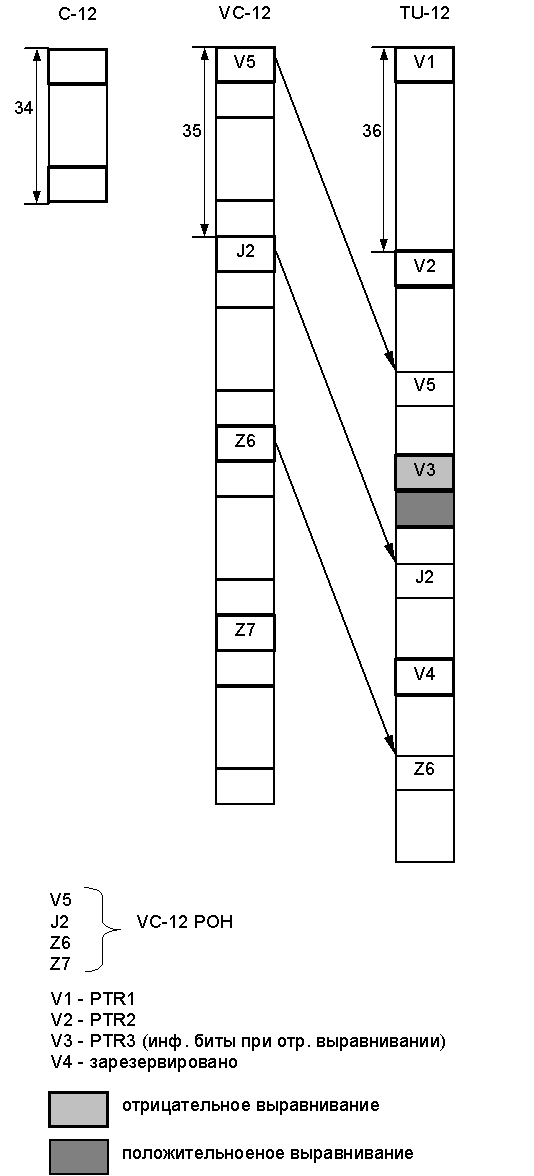 C-12 VC-12 TU-12
V5 V1
34
35 36
J2 V2
V5
Z6 V3
J2
Z7
V4
Z6
V5
J2 VC-12 POH
Z6
Z7
V1 - PTR1
V2 - PTR2
V3 - PTR3 (инф. биты при отр. выравнивании)
V4 - зарезервировано
отрицательное выравнивание
положительноеное выравнивание